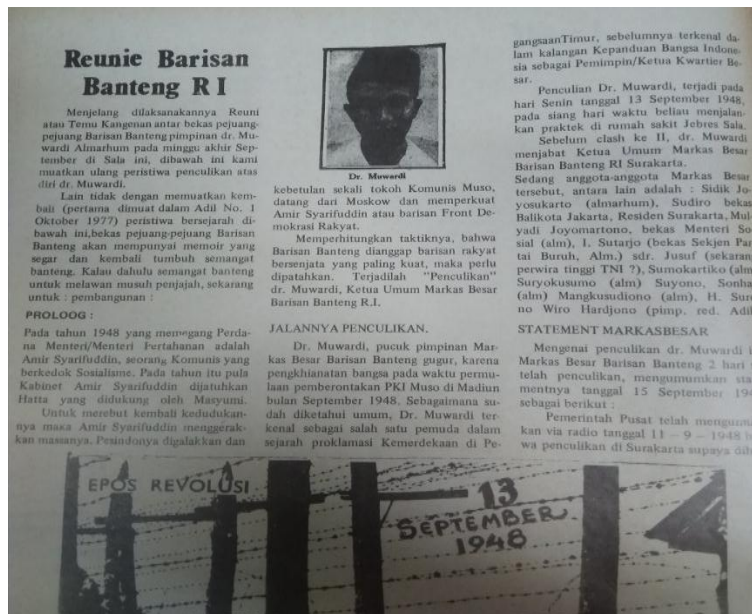 Reunie Barisan
Banteng R I
Menjelang dilaksanakannya Reuni
atau Temu Kangenan antar bekas pejuang-
pejuang Barisan Banteng pimpinan dr. Mu-
wardi Almarhum pada minggu akhir Sep-
tember di Sala ini, dibawah ini kami
muatkan ulang peristiwa penculikan atas
diri dr. Muwardi.
Lain tidak dengan memuatkan kem-
bali (pertama dimuat dalam Adil No. 1
Oktober 1977) peristiwa bersejarah di-
bawah ini,bekas pejuang-pejuang Barisan
Banteng akan mempunyai memoir yang
segar dan kembali tumbuh semangat
banteng. Kalau dahulu semangat banteng
untuk melawan musuh penjajah, sekarang
untuk : pembangunan :
PROLOOG :
Pada tahun 1948 yang memegang Perda-
na Menteri/Menteri Pertahanan adalah
Amir Syarifuddin, seorang Komunis yang
berkedok Sosialisme. Pada tahun itu pula
Kabinet Amir Syarifuddin dijatuhkan
Hatta yang didukung oleh Masyumi.
Untuk merebut kembali kedudukan-
nya maka Amir Syarifuddin menggerak-
kan massanya. Pesindonya digalakkan dan
Dr. Muwardi
kebetulan sekali tokoh Komunis Muso,
datang dari Moskow dan memperkuat
Amir Syarifuddin atau barisan Front De-
mokrasi Rakyat.
Memperhitungkan taktiknya, bahwa
Barisan Banteng dianggap barisan rakyat
bersenjata yang paling kuat, maka perlu
dipatahkan. Terjadilah "Penculikan"
dr. Muwardi, Ketua Umum Markas Besar
Barisan Banteng R.I.
JALANNYA PENCULIKAN.
Dr. Muwardi, pucuk pimpinan Mar-
kas Besar Barisan Banteng gugur, karena
pengkhianatan bangsa pada waktu permu-
laan pemberontakan PKI Muso di Madiun
bulan September 1948. Sebagaimana su-
dah diketahui umum, Dr. Muwardi ter-
kenal sebagai salah satu pemuda dalam
sejarah proklamasi Kemerdekaan di Pe-
gangsaanTimur, sebelumnya terkenal da-
lam kalangan Kepanduan Bangsa Indone-
sia sebagai Pemimpin/Ketua Kwartier Be-
sar.
Penculian Dr. Muwardi, terjadi pada
hari Senin tanggal 13 September 1948,
pada siang hari waktu beliau menjalan-
kan praktek di rumah sakit Jebres Sala.
Sebelum clash ke II, dr. Muwardi
menjabat Ketua Umum Markas Besar
Barisan Banteng RI Surakarta.
Sedang anggota-anggota Markas Besar
tersebut, antara lain adalah : Sidik Jo-
yosukarto (almarhum), Sudiro bekas
Balikota Jakarta, Residen Surakarta, Mul-
yadi Joyomartono, bekas Menteri So-
sial (alm), I. Sutarjo (bekas Sekjen Par-
tai Buruh, Alm.) sdr. Jusuf (sekarang
perwira tinggi TNI ?), Sumokartiko (alm
Suryokusumo (alm) Suyono, Sonha
(alm) Mangkusudiono (alm), H. Sur
no Wiro Hardjono (pimp. red. Adil
STATEMENT MARKASBESAR
Mengenai penculikan dr. Muwardi i
Markas Besar Barisan Banteng 2 hari s
telah penculikan, mengumumkan sta
mentnya tanggal 15 September 194
sebagai berikut :
Pemerintah Pusat telah mengumu
kan via radio tanggal 11 - 9 - 1948 b
wa penculikan di Surakarta supaya dih
EPOS REVOLUSI
13
SEPTEMBER
1948